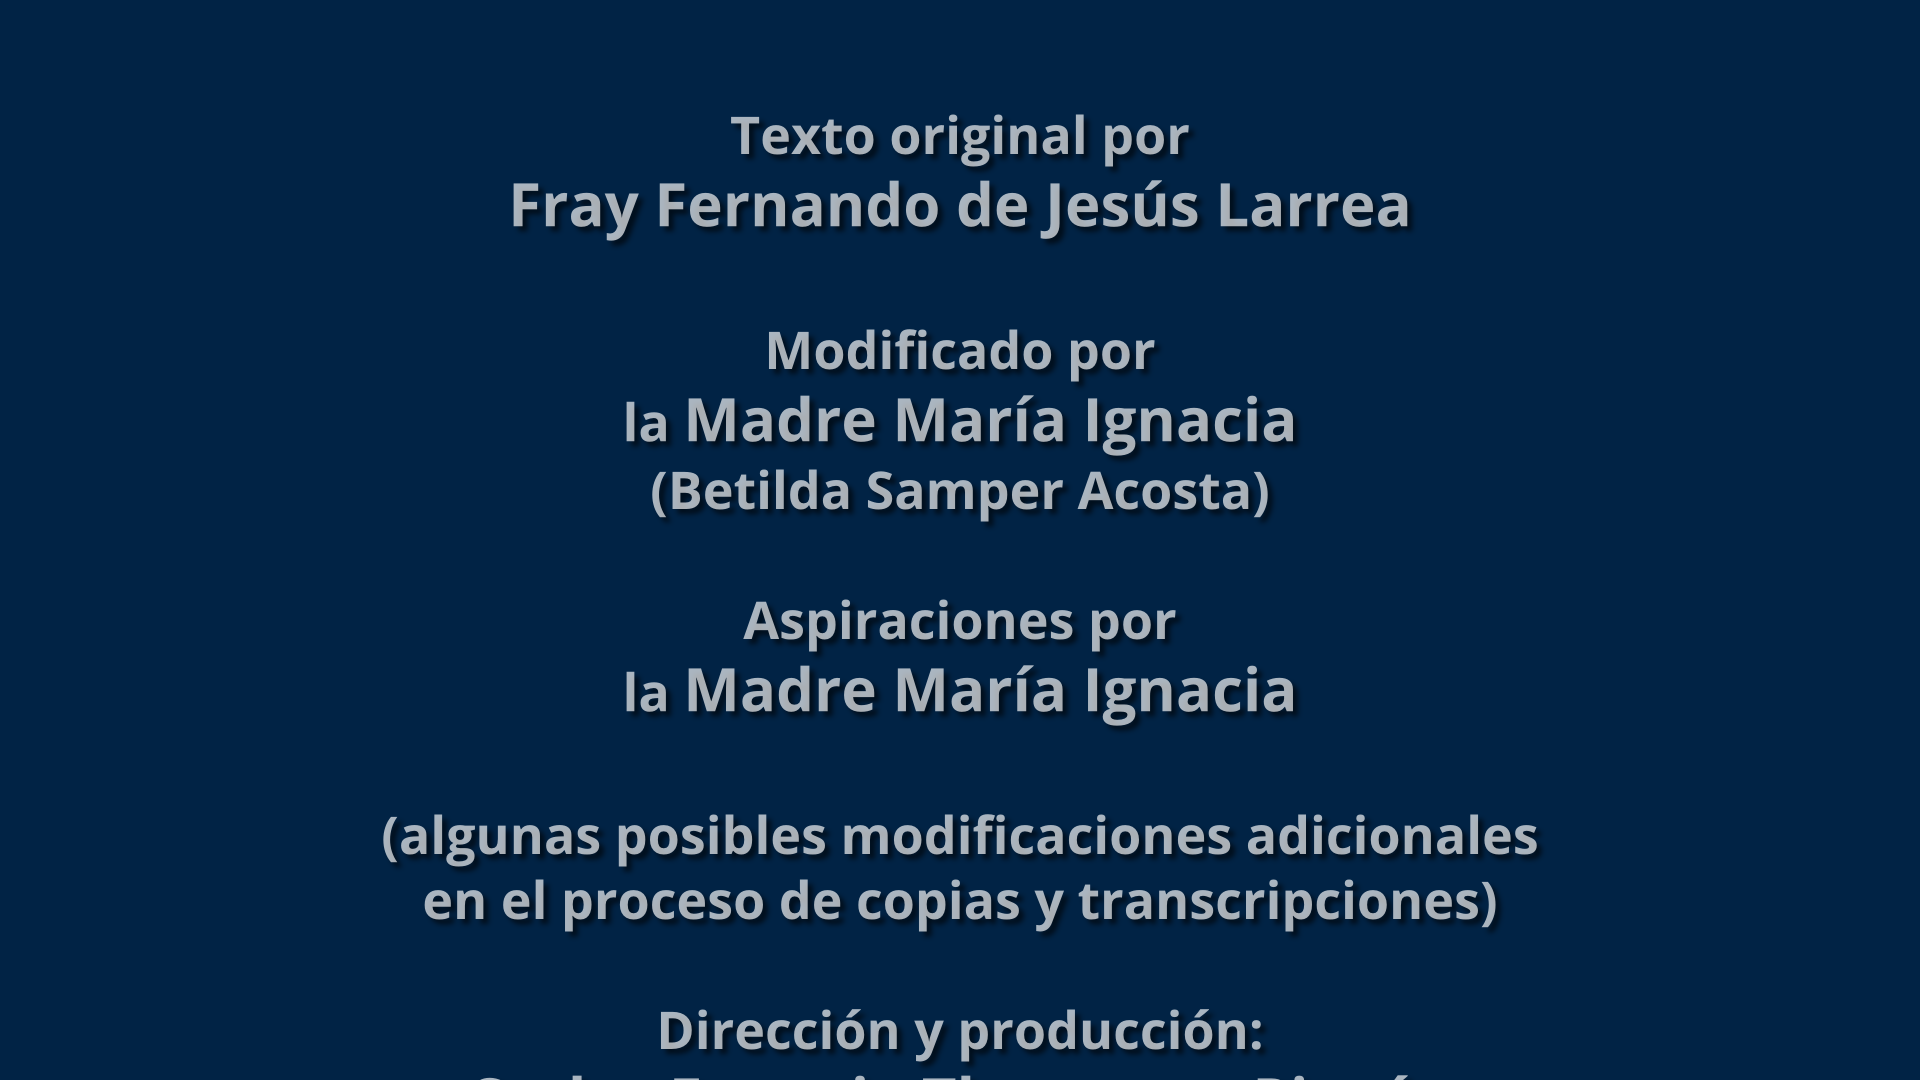 Texto original por
Fray Fernando de Jesús Larrea
Modificado por
la Madre María Ignacia
(Betilda Samper Acosta)
Aspiraciones por
la Madre María Ignacia
(algunas posibles modificaciones adicionales
en el proceso de copias y transcripciones)
Dirección y producción: